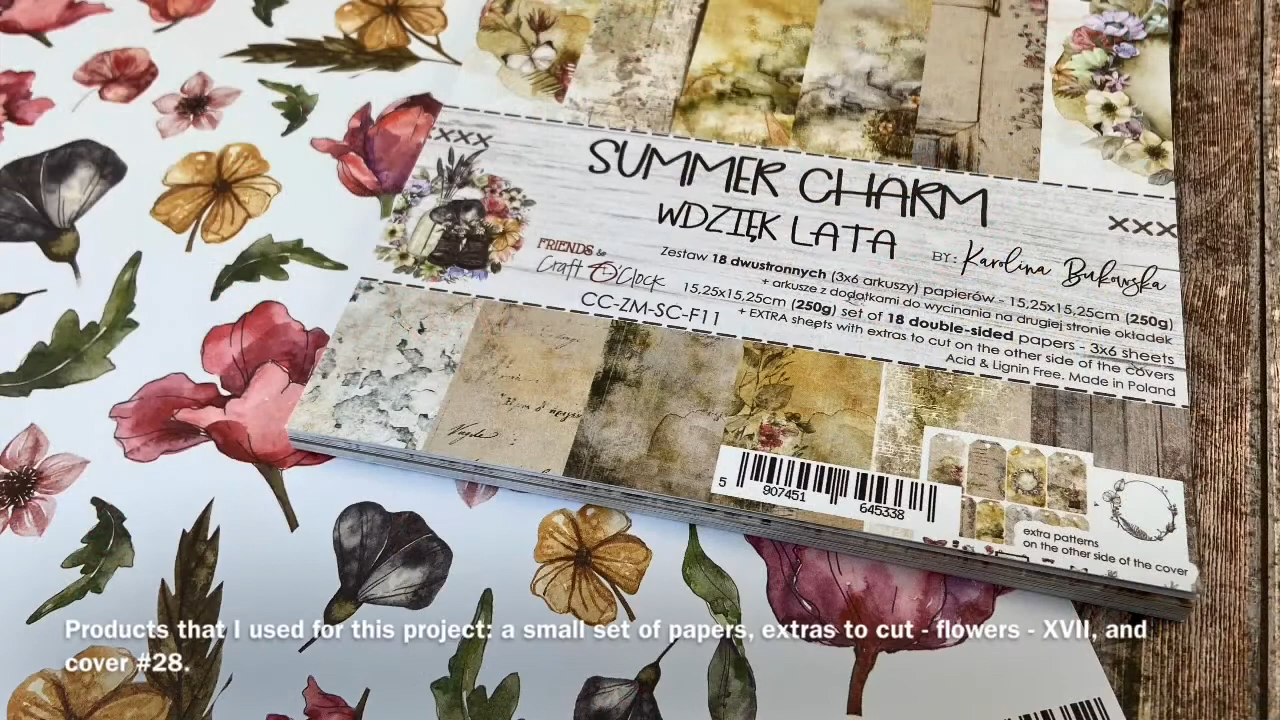 xxxx
SUMMER CHARM
xxx
WDZIĘK LATA
BY: Karolina Bukowska
FRIENDS by
Craft O'Clock
Zestaw 18 dwustronnych (3x6 arkuszy) papierów - 15,25x15,25cm (250g)
+ arkusze z dodatkami do wycinania na drugiej stronie okładek
15,25x15,25cm (250g) set of 18 double-sided papers - 3x6 sheets
+ EXTRA sheets with extras to cut on the other side of the covers
CC-ZM-SC-F11
Acid & Lignin Free. Made in Poland
5 907451 645338
extra patterns
on the other side of the cover
Products that I used for this project: a small set of papers, extras to cut - flowers - XVII, and
cover #28.